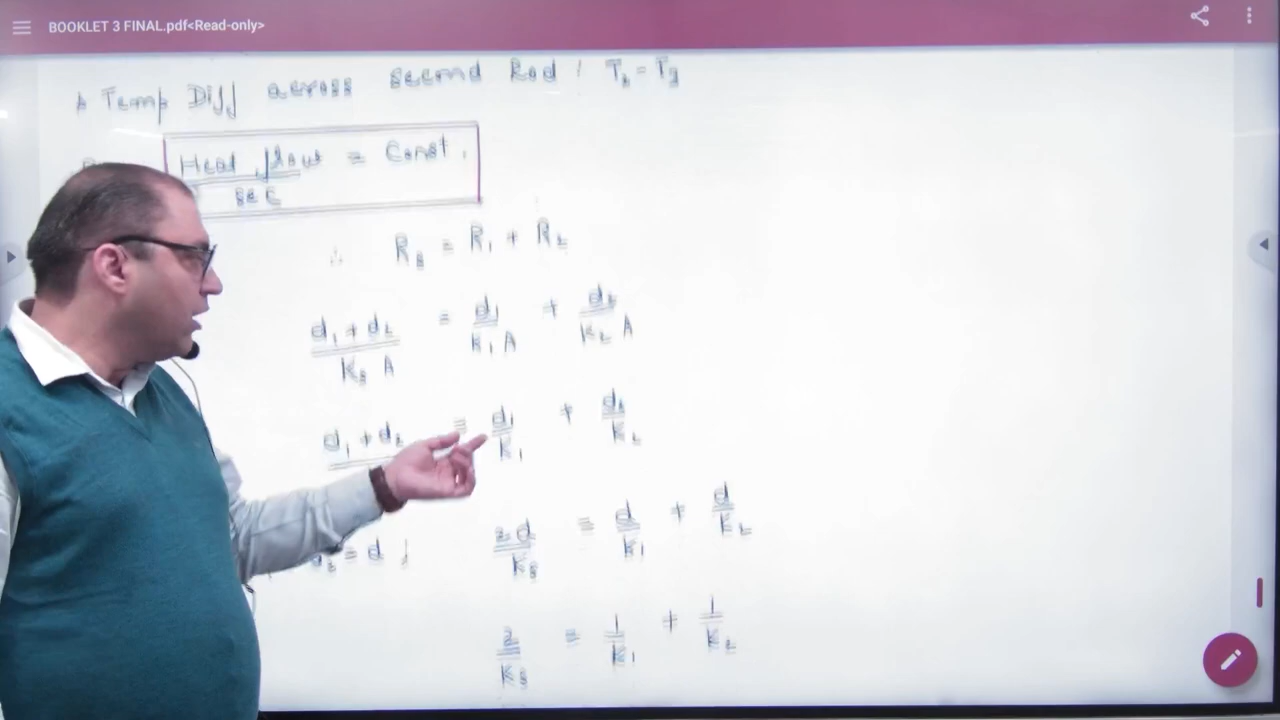 BOOKLET 3 FINAL.pdf<Read-only>
Temp Diff across second Rod : T₂ - T₃
Heat flow / sec = Const.
∴ Rs = R₁ + R₂
d₁ + d₂ / Ks A = d₁ / K₁ A + d₂ / K₂ A
d₁ + d₂ = d₁ / K₁ + d₂ / K₂
d₂ = d ; 2d / Ks = d / K₁ + d / K₂
2 / Ks = 1 / K₁ + 1 / K₂